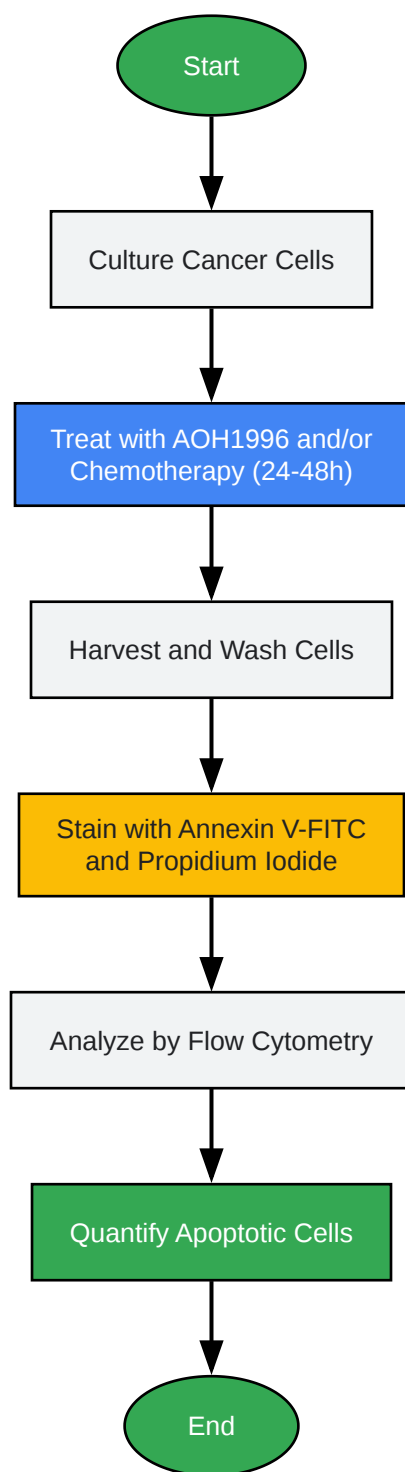 Start
Culture Cancer Cells
Treat with AOH1996 and/or
Chemotherapy (24-48h)
Harvest and Wash Cells
Stain with Annexin V-FITC
and Propidium Iodide
Analyze by Flow Cytometry
Quantify Apoptotic Cells
End